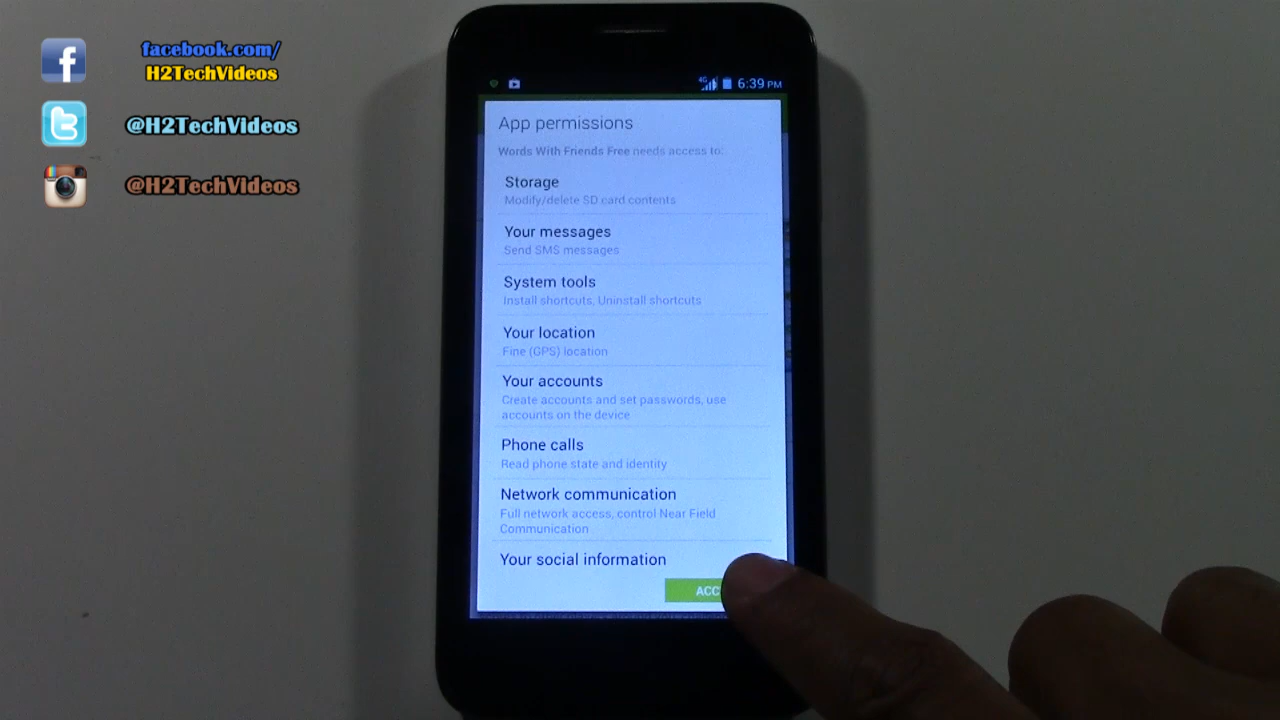 facebook.com/
H2TechVideos
@H2TechVideos
@H2TechVideos
4G
6:39 PM
App permissions
Words With Friends Free needs access to:
Storage
Modify/delete SD card contents
Your messages
Send SMS messages
System tools
Install shortcuts, Uninstall shortcuts
Your location
Fine (GPS) location
Your accounts
Create accounts and set passwords, use
accounts on the device
Phone calls
Read phone state and identity
Network communication
Full network access, control Near Field
Communication
Your social information
ACC